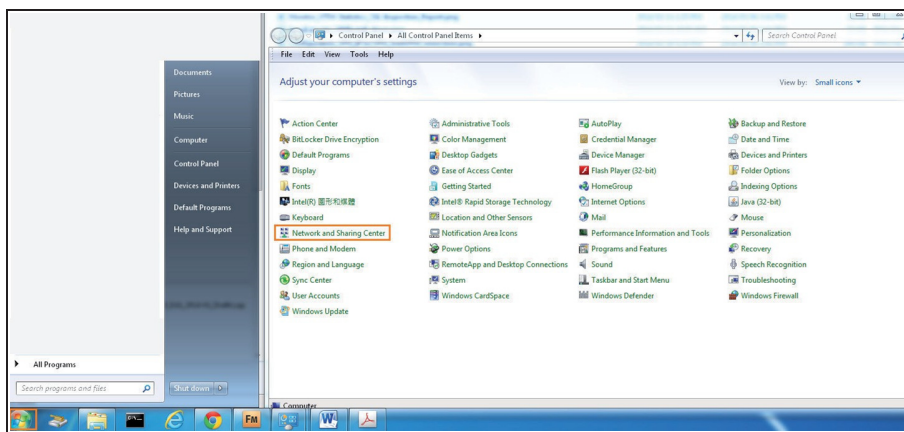 Control Panel ▸ All Control Panel Items ▸
Search Control Panel
File Edit View Tools Help
Adjust your computer's settings
View by: Small icons
Action Center
Administrative Tools
AutoPlay
Backup and Restore
BitLocker Drive Encryption
Color Management
Credential Manager
Date and Time
Default Programs
Desktop Gadgets
Device Manager
Devices and Printers
Display
Ease of Access Center
Flash Player (32-bit)
Folder Options
Fonts
Getting Started
HomeGroup
Indexing Options
Intel(R) 圖形和媒體
Intel® Rapid Storage Technology
Internet Options
Java (32-bit)
Keyboard
Location and Other Sensors
Mail
Mouse
Network and Sharing Center
Notification Area Icons
Performance Information and Tools
Personalization
Phone and Modem
Power Options
Programs and Features
Recovery
Region and Language
RemoteApp and Desktop Connections
Sound
Speech Recognition
Sync Center
System
Taskbar and Start Menu
Troubleshooting
User Accounts
Windows CardSpace
Windows Defender
Windows Firewall
Windows Update
Documents
Pictures
Music
Computer
Control Panel
Devices and Printers
Default Programs
Help and Support
All Programs
Search programs and files
Shut down
Computer
FM
W